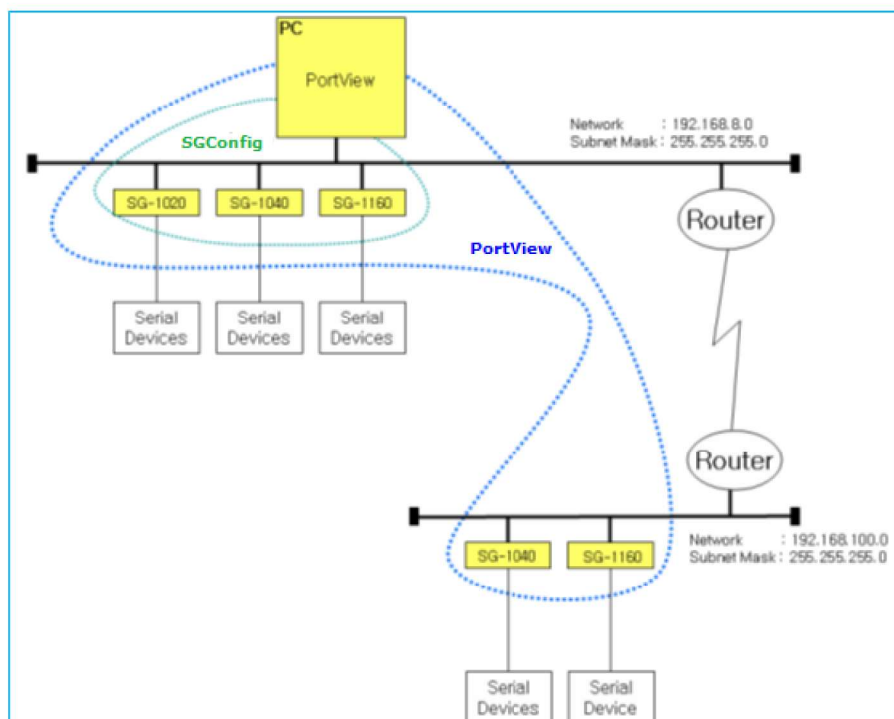 PC
PortView
SGConfig
Network : 192.168.8.0
Subnet Mask : 255.255.255.0
SG-1020
SG-1040
SG-1160
Router
PortView
Serial
Devices
Serial
Devices
Serial
Devices
Router
Network : 192.168.100.0
Subnet Mask : 255.255.255.0
SG-1040
SG-1160
Serial
Devices
Serial
Device